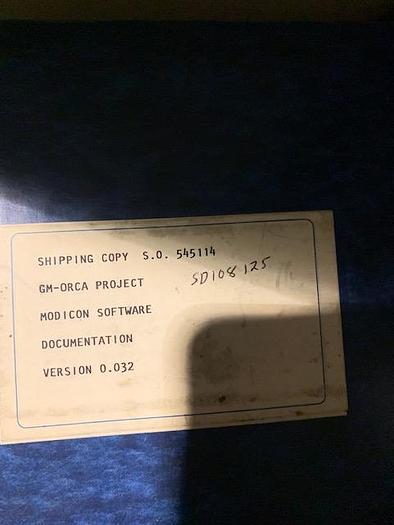 SHIPPING COPY S.O. 545114
GM-ORCA PROJECT SD108125
MODICON SOFTWARE
DOCUMENTATION
VERSION 0.032